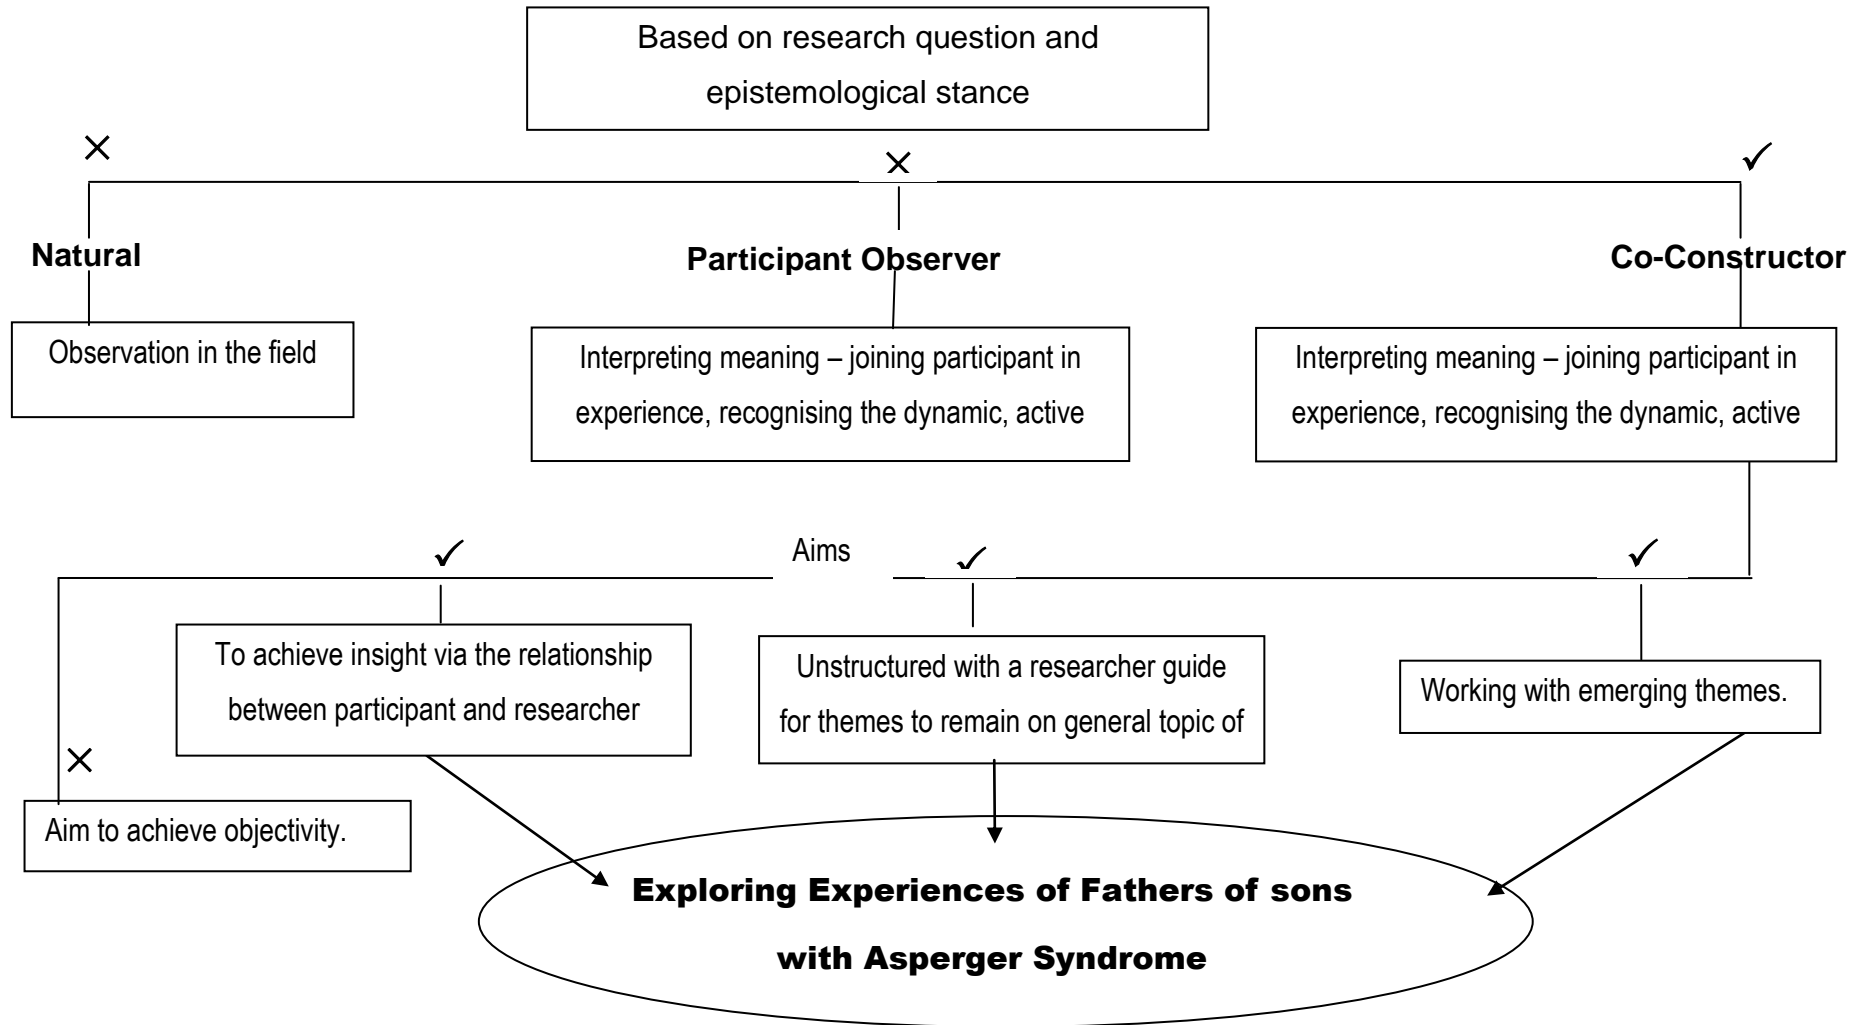 Based on research question and
epistemological stance
✕
✕
✓
Natural
Participant Observer
Co-Constructor
Observation in the field
Interpreting meaning – joining participant in
experience, recognising the dynamic, active
Interpreting meaning – joining participant in
experience, recognising the dynamic, active
Aims
✓
✓
✓
To achieve insight via the relationship
between participant and researcher
Unstructured with a researcher guide
for themes to remain on general topic of
Working with emerging themes.
✕
Aim to achieve objectivity.
Exploring Experiences of Fathers of sons
with Asperger Syndrome